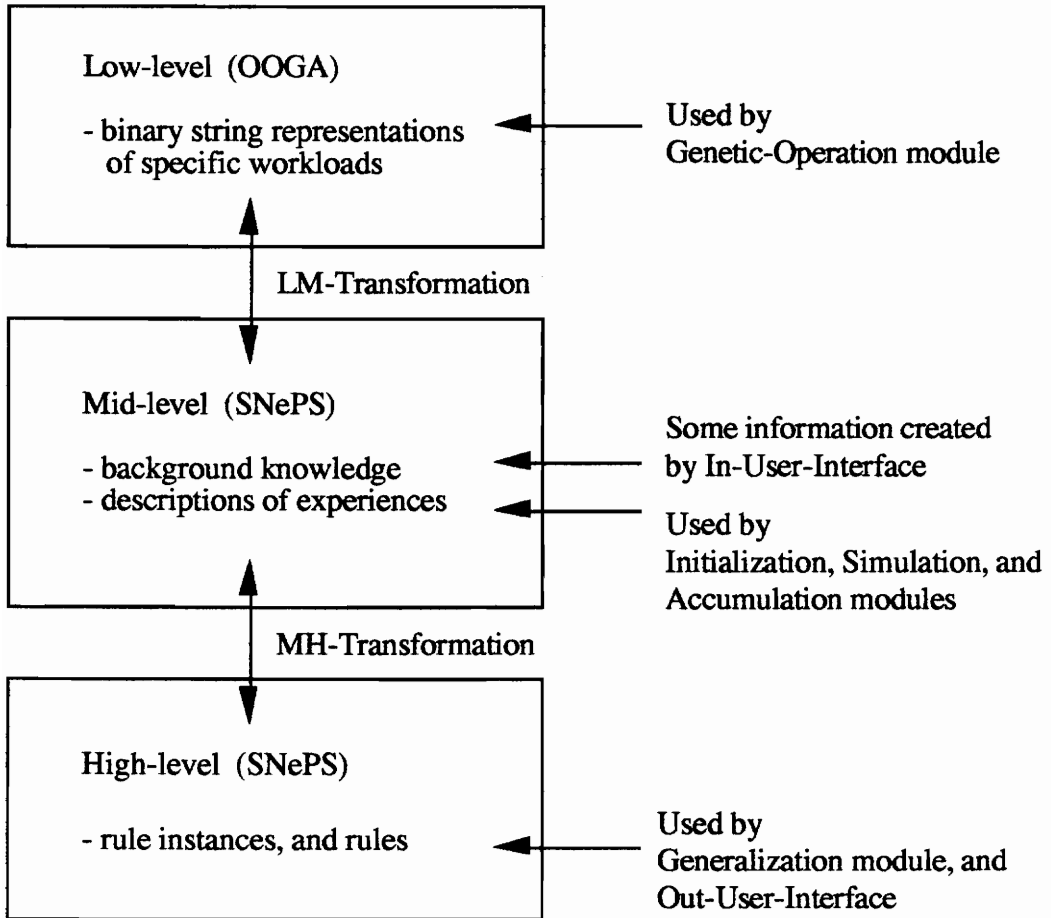 Low-level (OOGA)
- binary string representations
of specific workloads
Used by
Genetic-Operation module
LM-Transformation
Mid-level (SNePS)
- background knowledge
- descriptions of experiences
Some information created
by In-User-Interface
Used by
Initialization, Simulation, and
Accumulation modules
MH-Transformation
High-level (SNePS)
- rule instances, and rules
Used by
Generalization module, and
Out-User-Interface